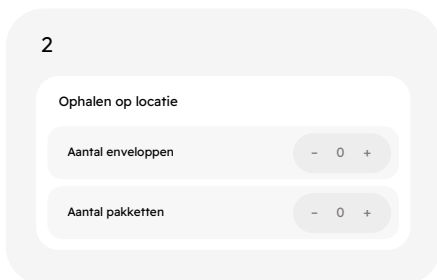 2
Ophalen op locatie
Aantal enveloppen - 0 +
Aantal pakketten - 0 +